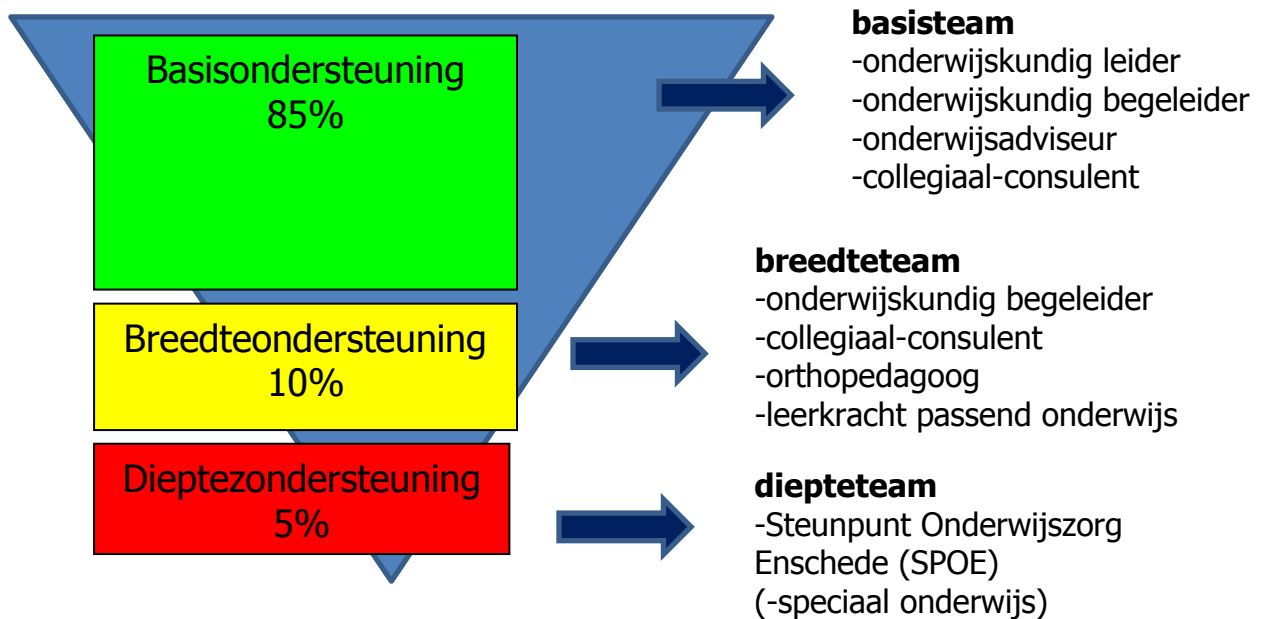 Basisondersteuning
85%
basisteam
-onderwijskundig leider
-onderwijskundig begeleider
-onderwijsadviseur
-collegiaal-consulent
Breedteondersteuning
10%
breedteteam
-onderwijskundig begeleider
-collegiaal-consulent
-orthopedagoog
-leerkracht passend onderwijs
Dieptezondersteuning
5%
diepteteam
-Steunpunt Onderwijszorg
Enschede (SPOE)
(-speciaal onderwijs)